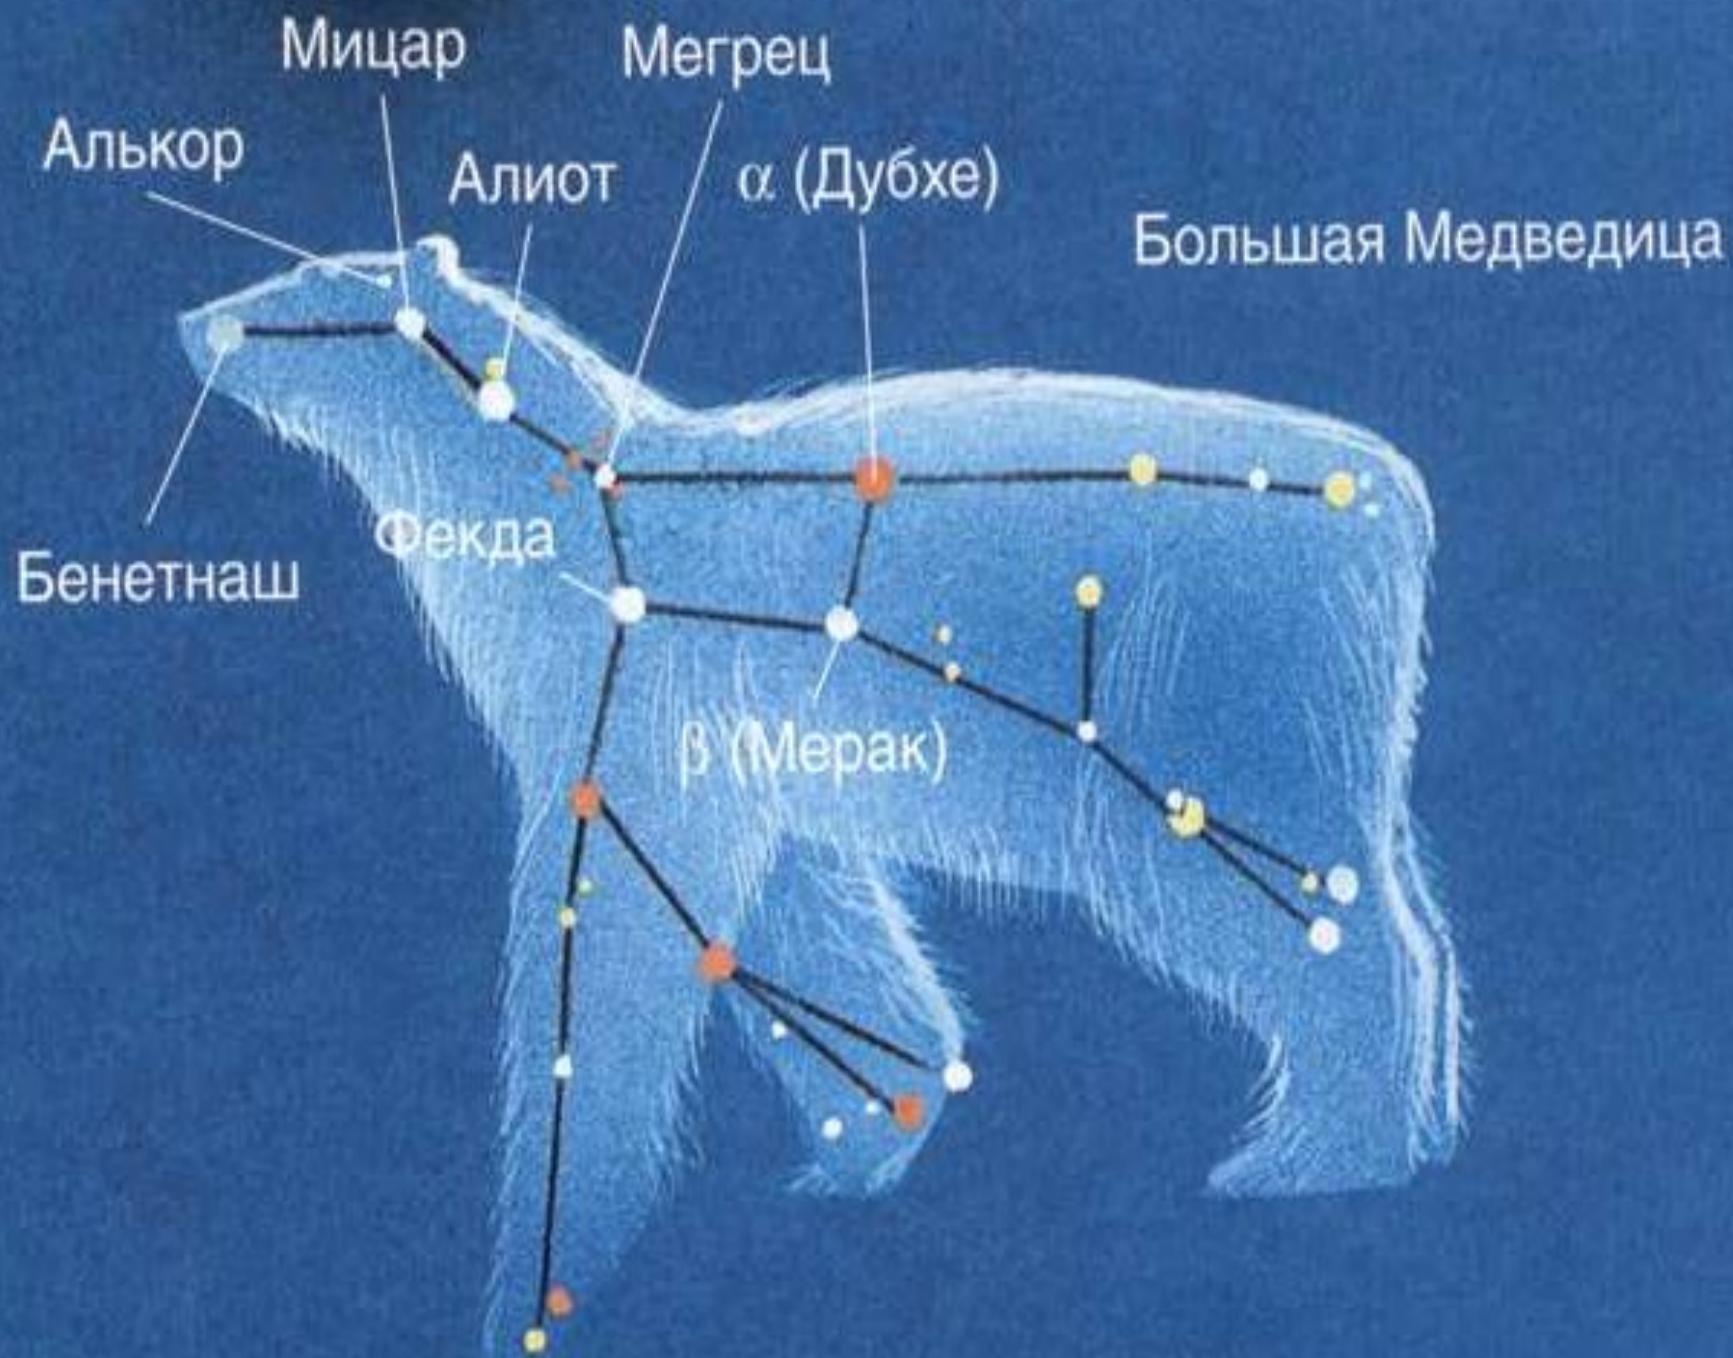 Мицар
Мегрец
Алькор
Алиот
α (Дубхе)
Большая Медведица
Фекда
Бенетнаш
β (Мерак)